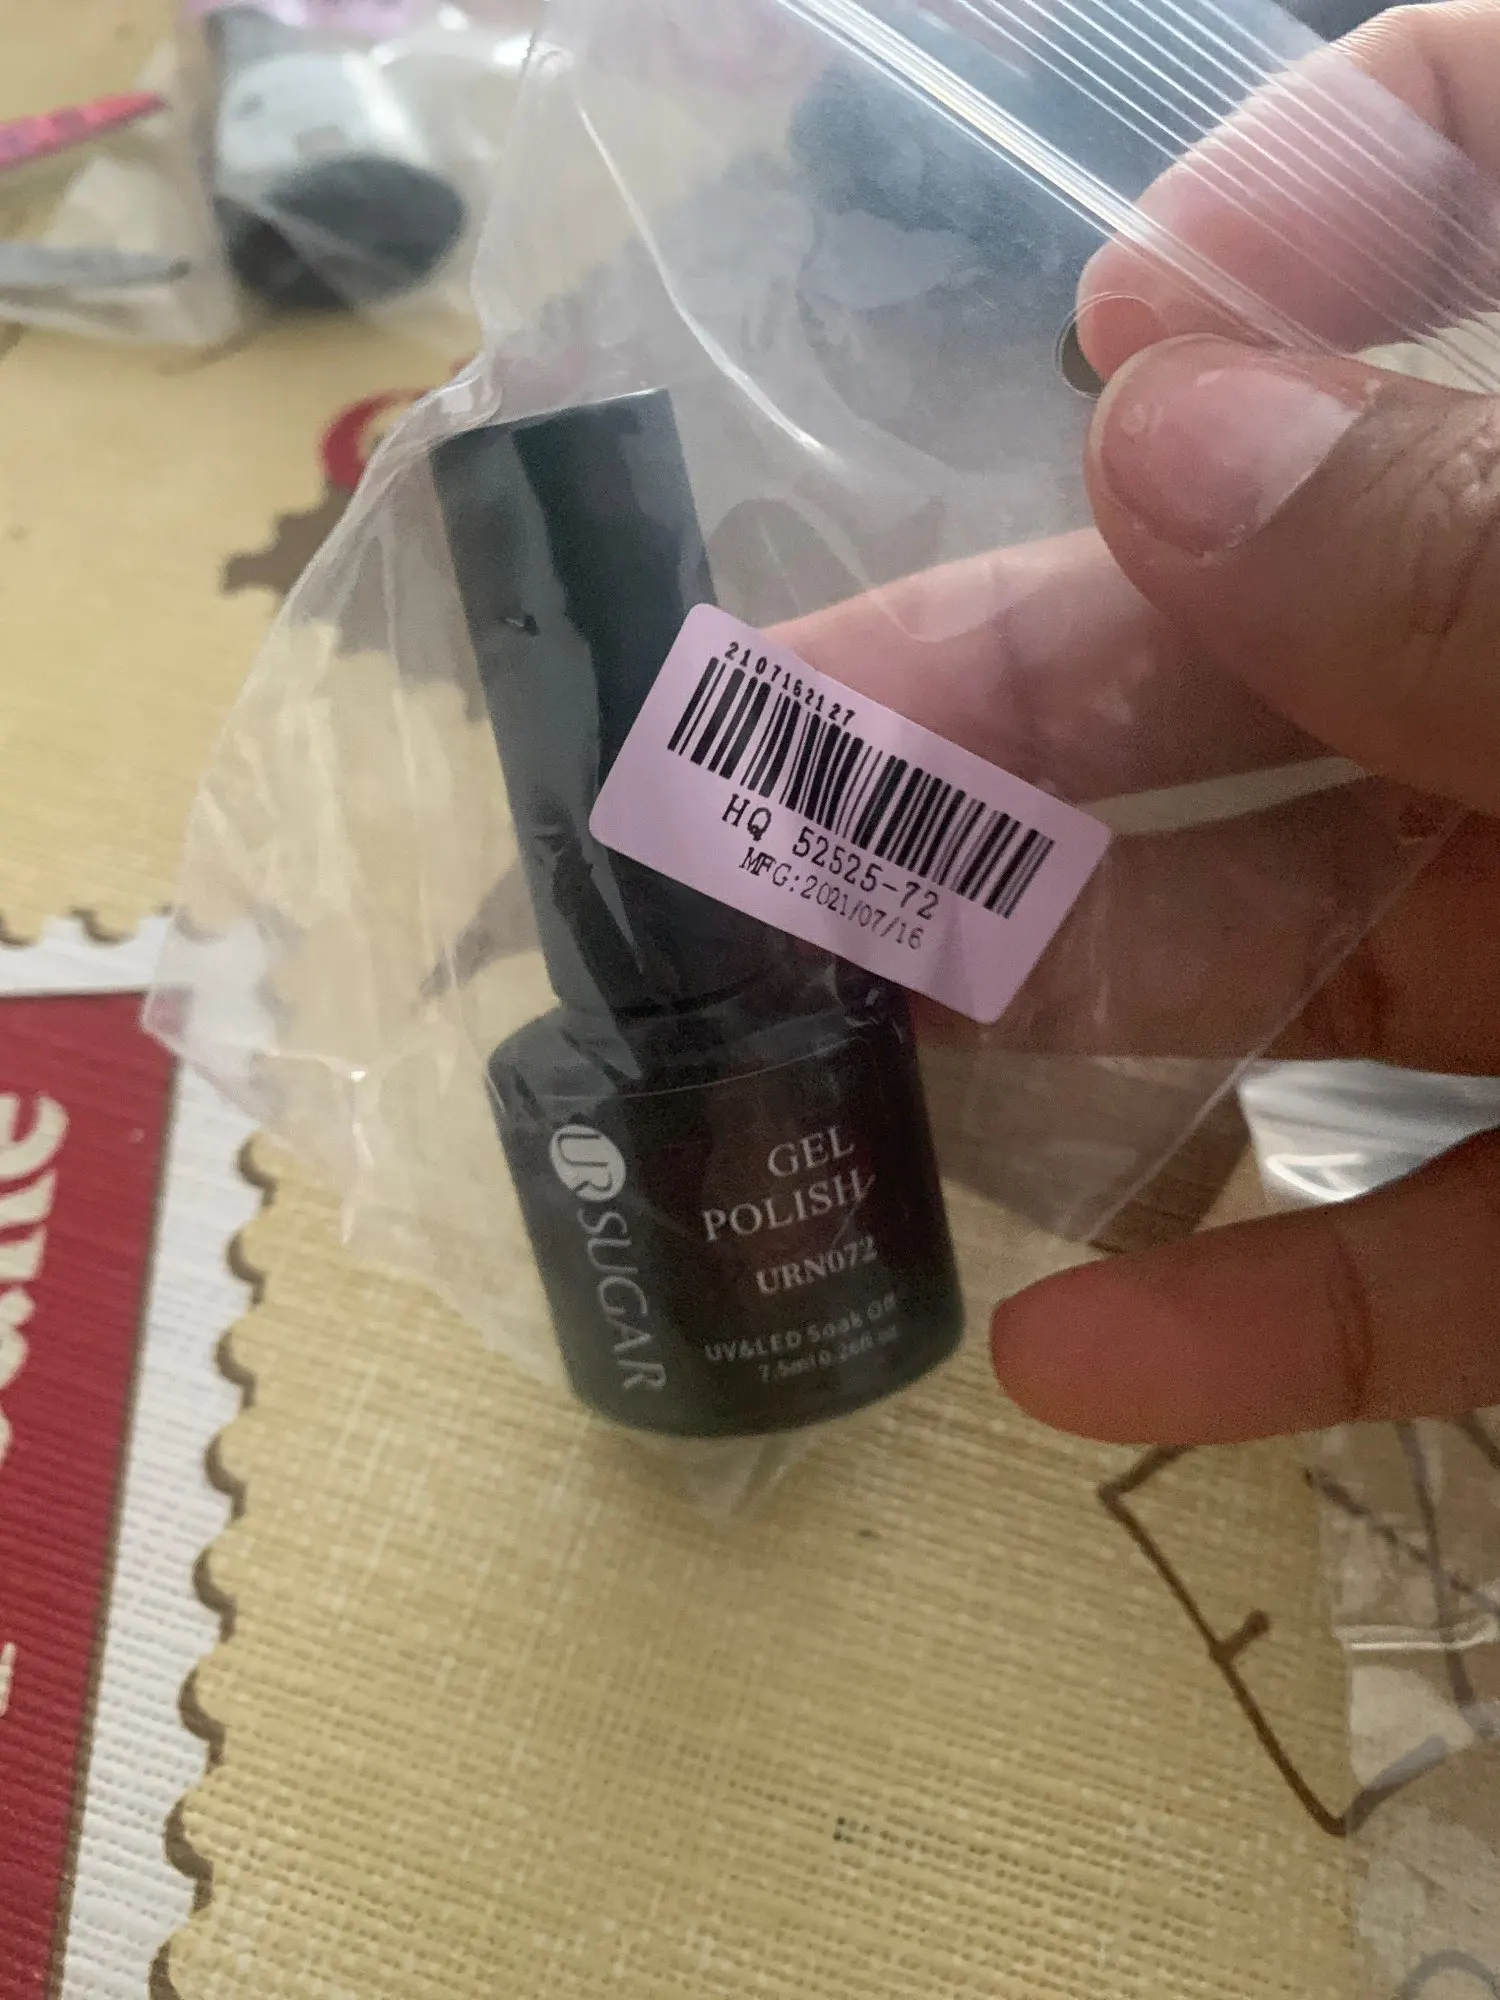 2107162127
HQ 52525-72
MFG:2021/07/16
UR SUGAR
GEL
POLISH
URN072
UV&LED Soak Off
7.5ml 0.26fl.oz